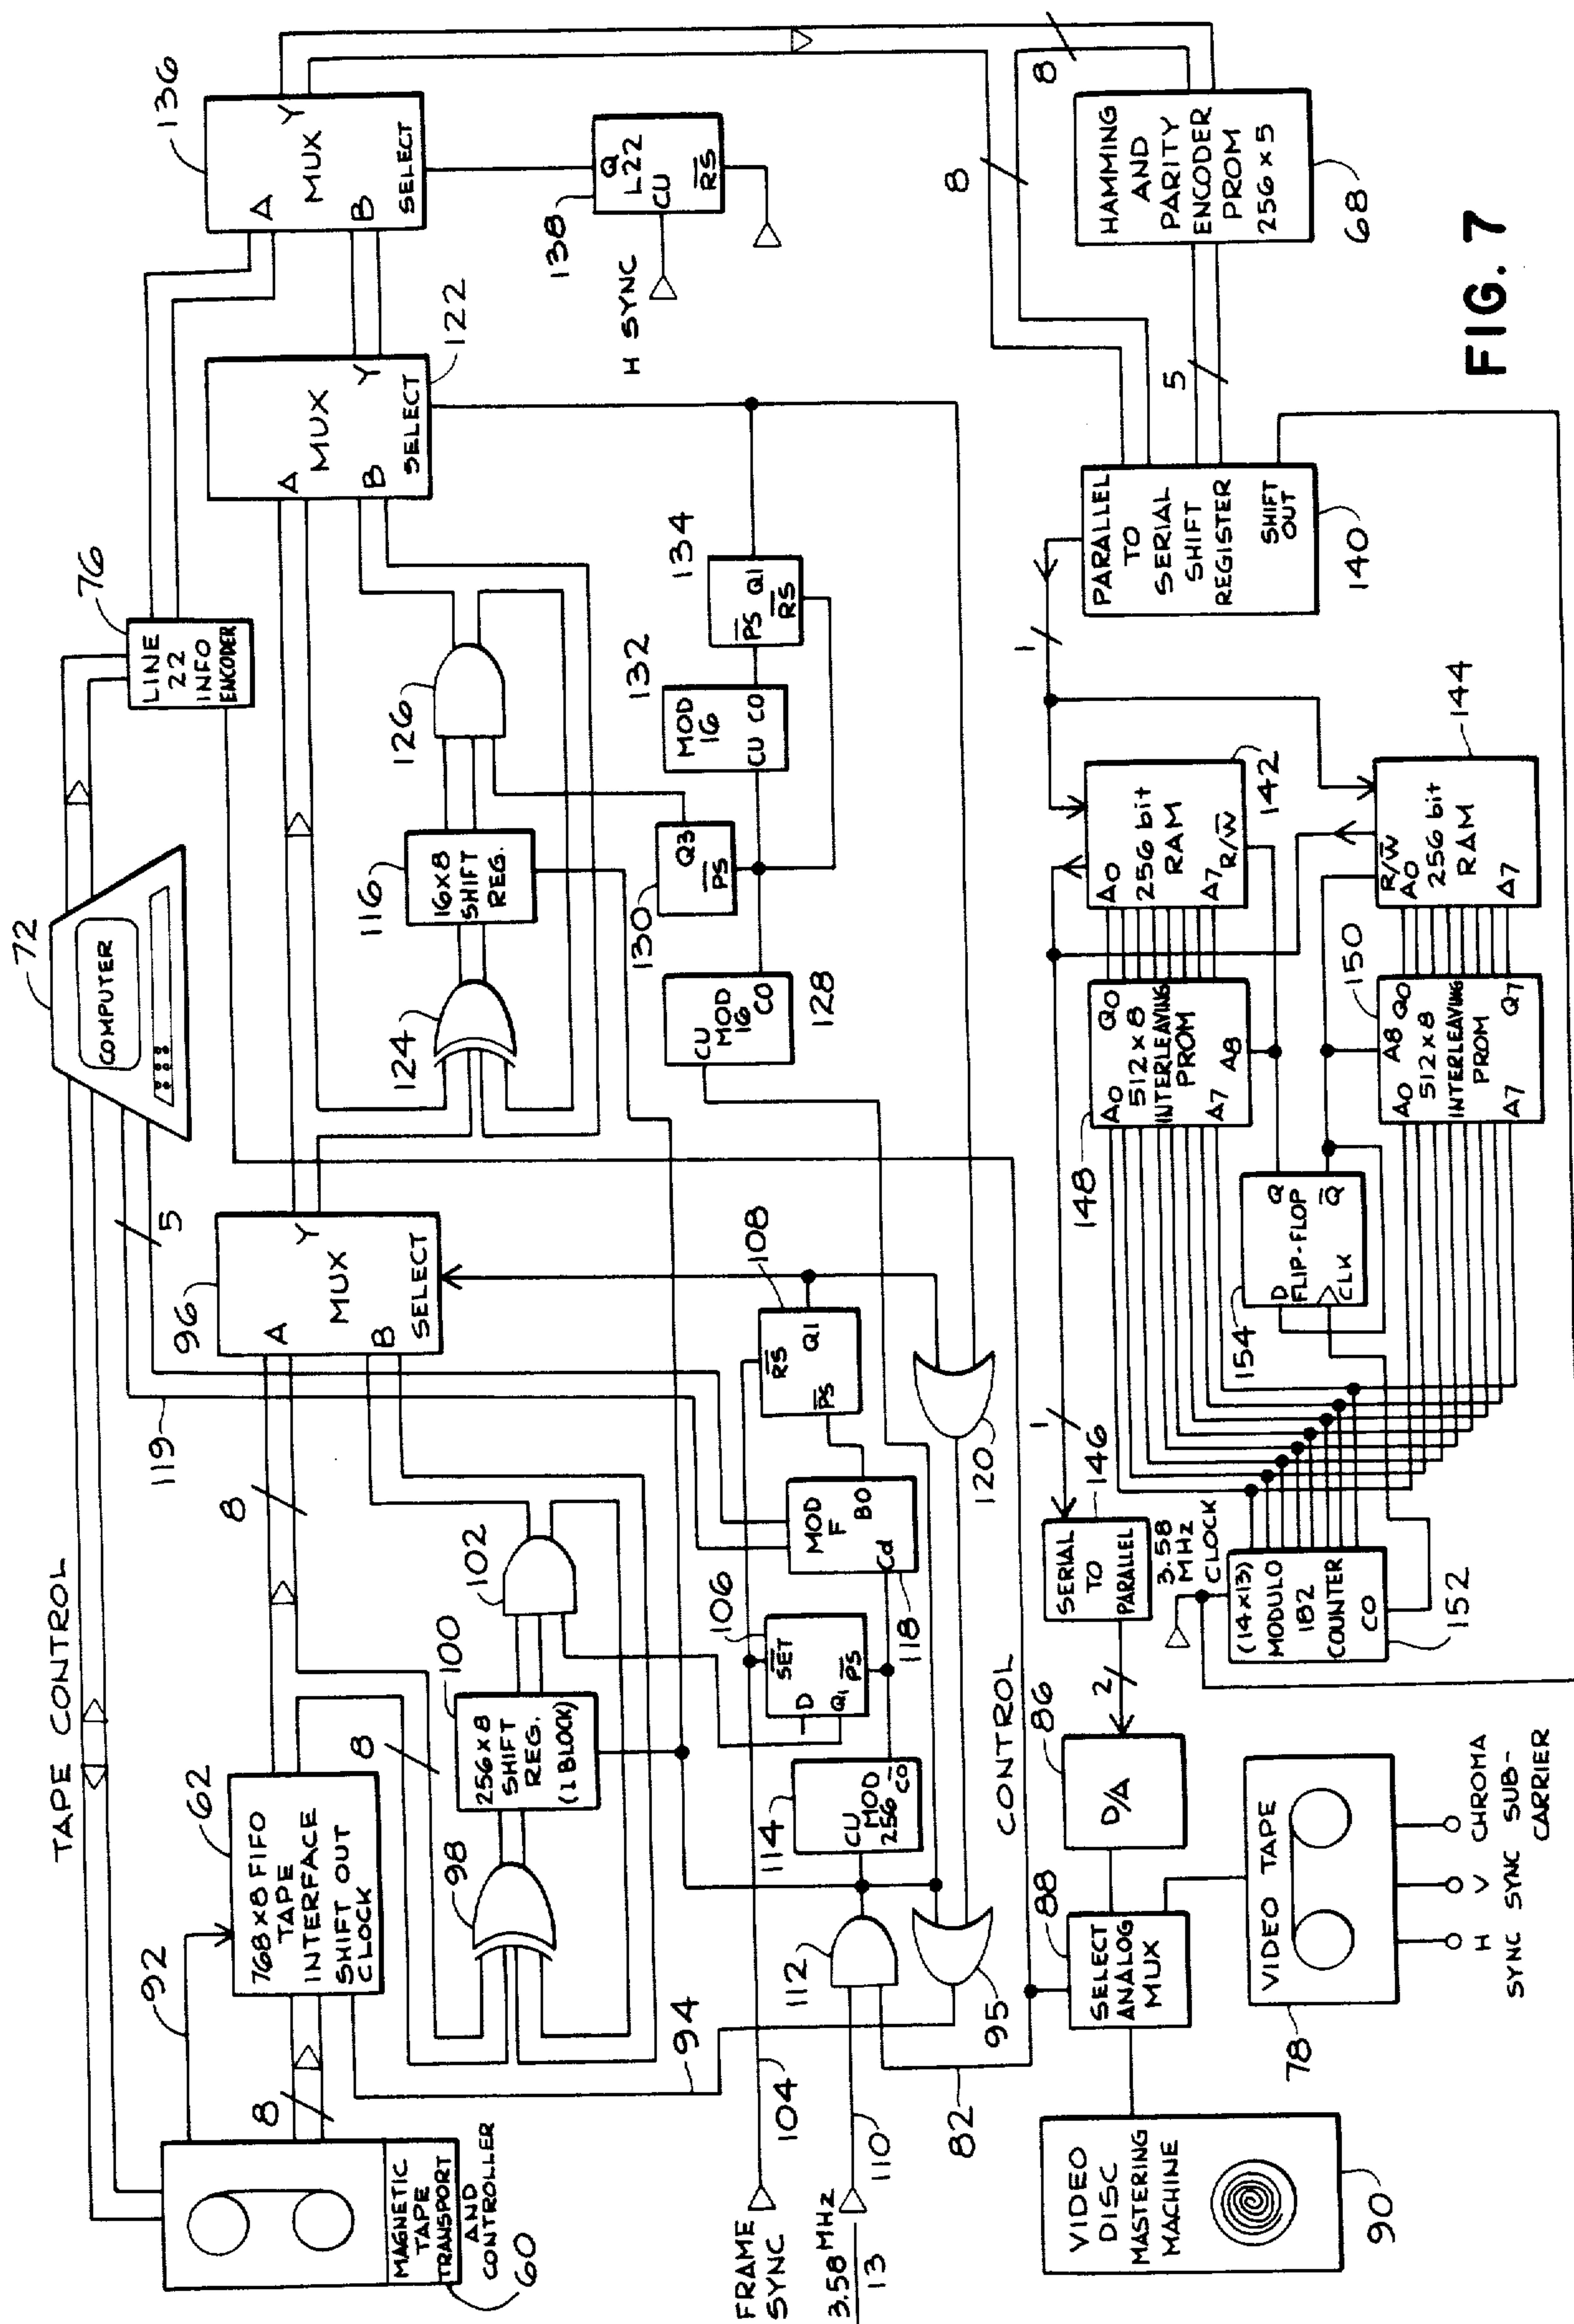 TAPE CONTROL
72
COMPUTER
60
MAGNETIC
TAPE
TRANSPORT
AND
CONTROLLER
92
8
62
768 x 8 FIFO
TAPE
INTERFACE
SHIFT OUT
CLOCK
94
98
8
100
256 x 8
SHIFT
REG.
(1 BLOCK)
102
8
119
5
96
A
B
MUX
Y
SELECT
124
116
16x8
SHIFT
REG.
126
76
LINE
22
INFO
ENCODER
A
B
MUX
Y
SELECT
122
136
A
B
MUX
Y
SELECT
138
Q
L22
CU
RS
H SYNC
FRAME
SYNC
104
3.58 MHz
13
110
82
112
95
114
CU
MOD
256
CO
106
SET
D
Q1
PS
118
MOD
F
BO
Cd
108
RS
Q1
PS
120
128
CU
MOD
16
CO
130
Q3
PS
132
MOD
16
CU CO
134
PS Q1
RS
CONTROL
VIDEO
DISC
MASTERING
MACHINE
90
88
SELECT
ANALOG
MUX
86
D/A
2
78
VIDEO TAPE
H
SYNC
V
SYNC
CHROMA
SUB-
CARRIER
SERIAL
TO
PARALLEL
146
1
3.58
MHz
CLOCK
(14x13)
MODULO
182
COUNTER
CO
152
154
D
Q
FLIP-FLOP
Q
CLK
148
A0 Q0
512 x 8
INTERLEAVING
PROM
A7 A8
150
A0 A8 Q0
512 x 8
INTERLEAVING
PROM
A7 Q7
A0
256 bit
RAM
A7 R/W
142
R/W
A0
256 bit
RAM
A7
144
1
PARALLEL
TO
SERIAL
SHIFT
REGISTER
SHIFT
OUT
140
8
8
5
HAMMING
AND
PARITY
ENCODER
PROM
256 x 5
68
FIG. 7